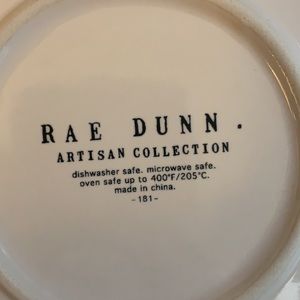 RAE DUNN.
ARTISAN COLLECTION
dishwasher safe. microwave safe.
oven safe up to 400°F/205°C.
made in china.
-181-